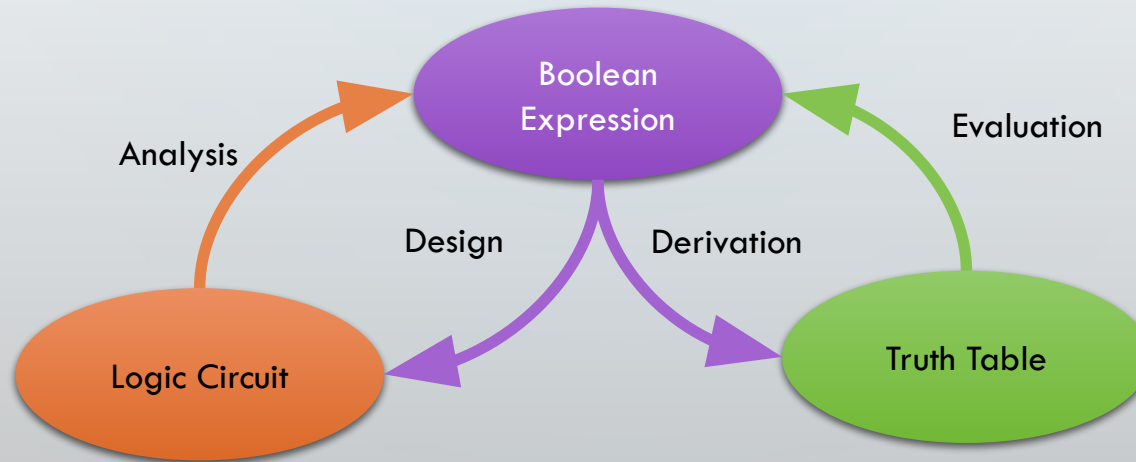 Boolean
Expression
Analysis
Evaluation
Design
Derivation
Logic Circuit
Truth Table